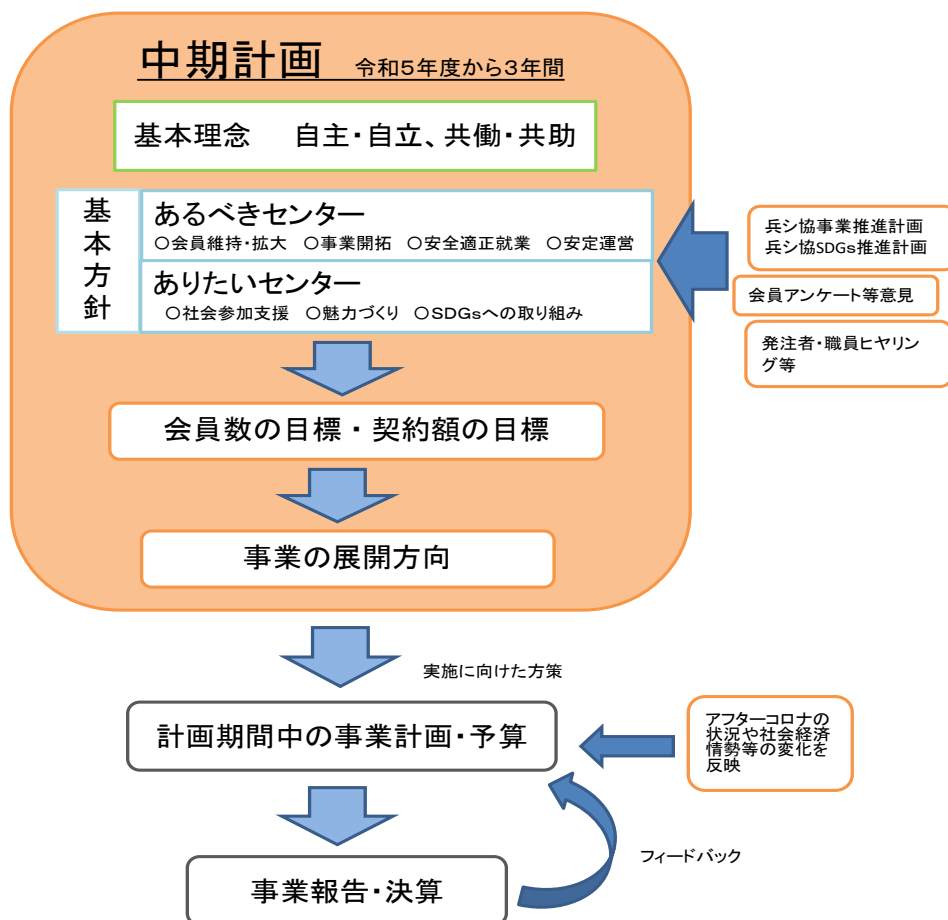 中期計画 令和5年度から3年間
基本理念 自主・自立、共働・共助
基本方針
あるべきセンター
○会員維持・拡大 ○事業開拓 ○安全適正就業 ○安定運営
ありたいセンター
○社会参加支援 ○魅力づくり ○SDGsへの取り組み
兵シ協事業推進計画
兵シ協SDGs推進計画
会員アンケート等意見
発注者・職員ヒヤリン
グ等
会員数の目標・契約額の目標
事業の展開方向
実施に向けた方策
計画期間中の事業計画・予算
アフターコロナの
状況や社会経済
情勢等の変化を
反映
フィードバック
事業報告・決算